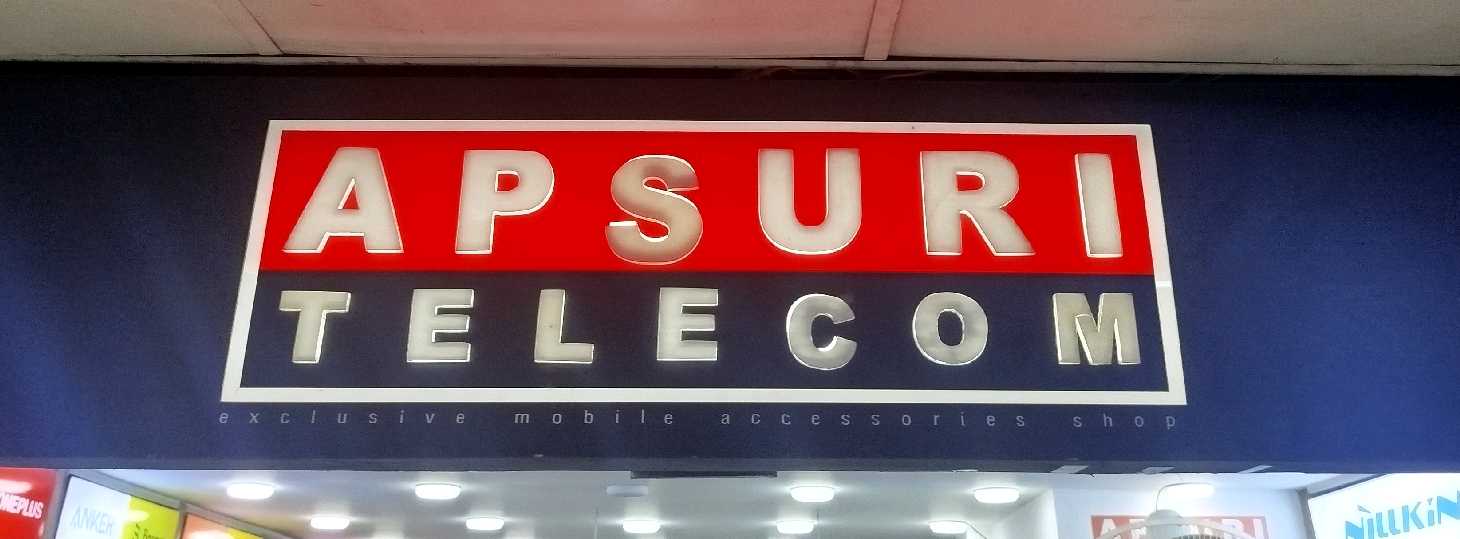 APSURI
TELECOM
exclusive mobile accessories shop
ONEPLUS
ANKER
NILLKIN